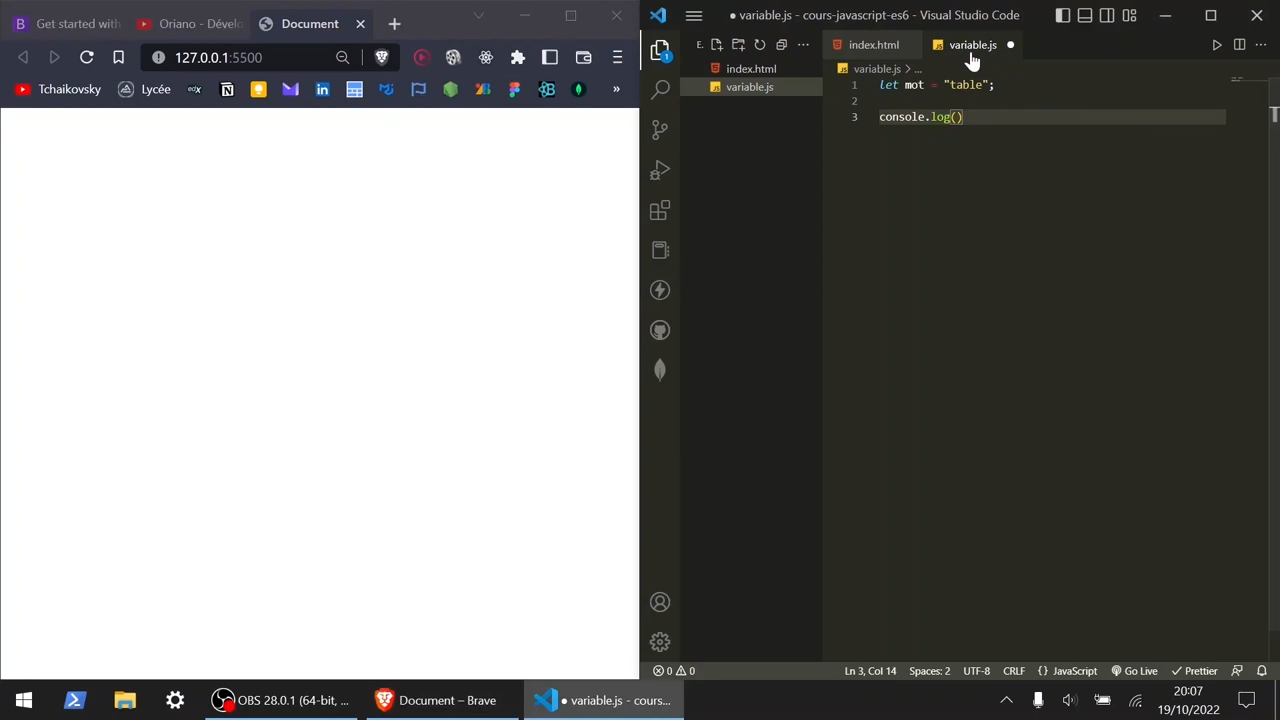 Get started with
Oriano - Dévelo
Document
127.0.0.1:5500
Tchaikovsky
Lycée
»
variable.js - cours-javascript-es6 - Visual Studio Code
E.
index.html
variable.js
index.html
variable.js
variable.js > ...
1 let mot = "table";
2
3 console.log()
0 0
Ln 3, Col 14
Spaces: 2
UTF-8
CRLF
{ } JavaScript
Go Live
Prettier
OBS 28.0.1 (64-bit, ...
Document – Brave
variable.js - cours...
20:07
19/10/2022